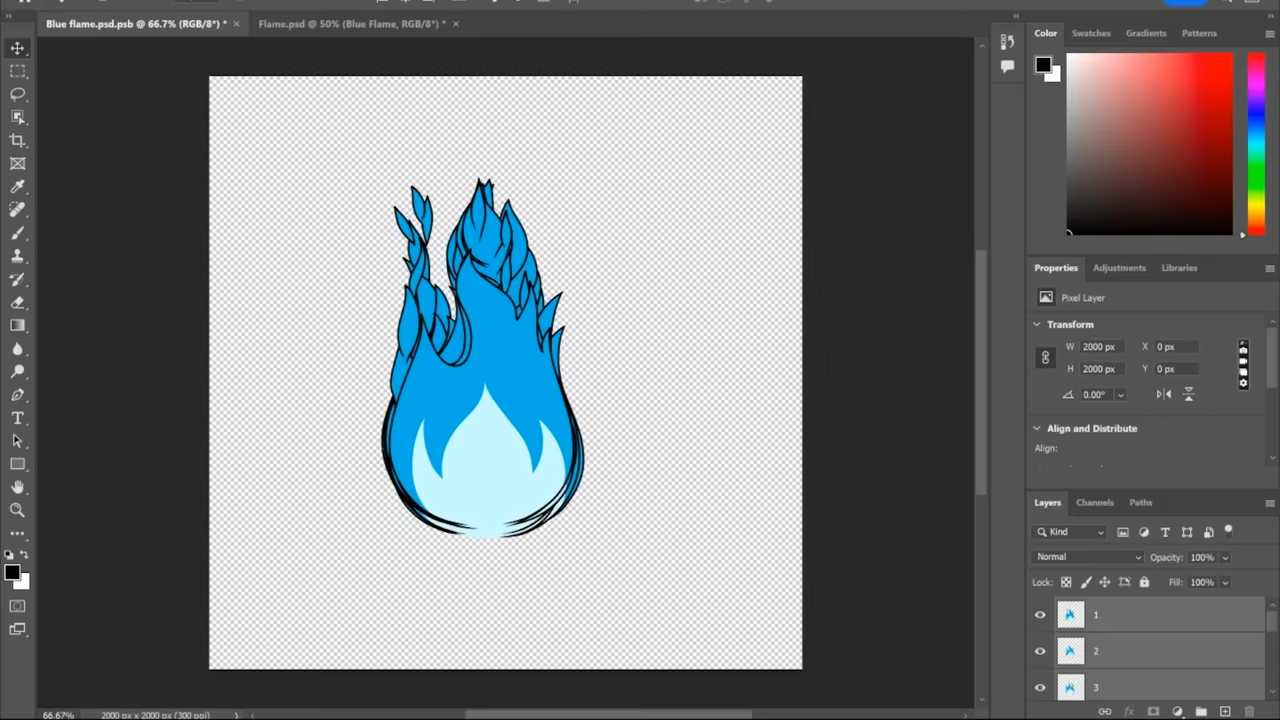 Blue flame.psd.psb @ 66.7% (RGB/8*) * ×
Flame.psd @ 50% (Blue Flame, RGB/8*) * ×
Color Swatches Gradients Patterns
Properties Adjustments Libraries
Pixel Layer
Transform
W 2000 px X 0 px
H 2000 px Y 0 px
0.00°
Align and Distribute
Align:
Layers Channels Paths
Kind
Normal Opacity: 100%
Lock: Fill: 100%
1
2
3
66.67% 2000 px x 2000 px (300 ppi)